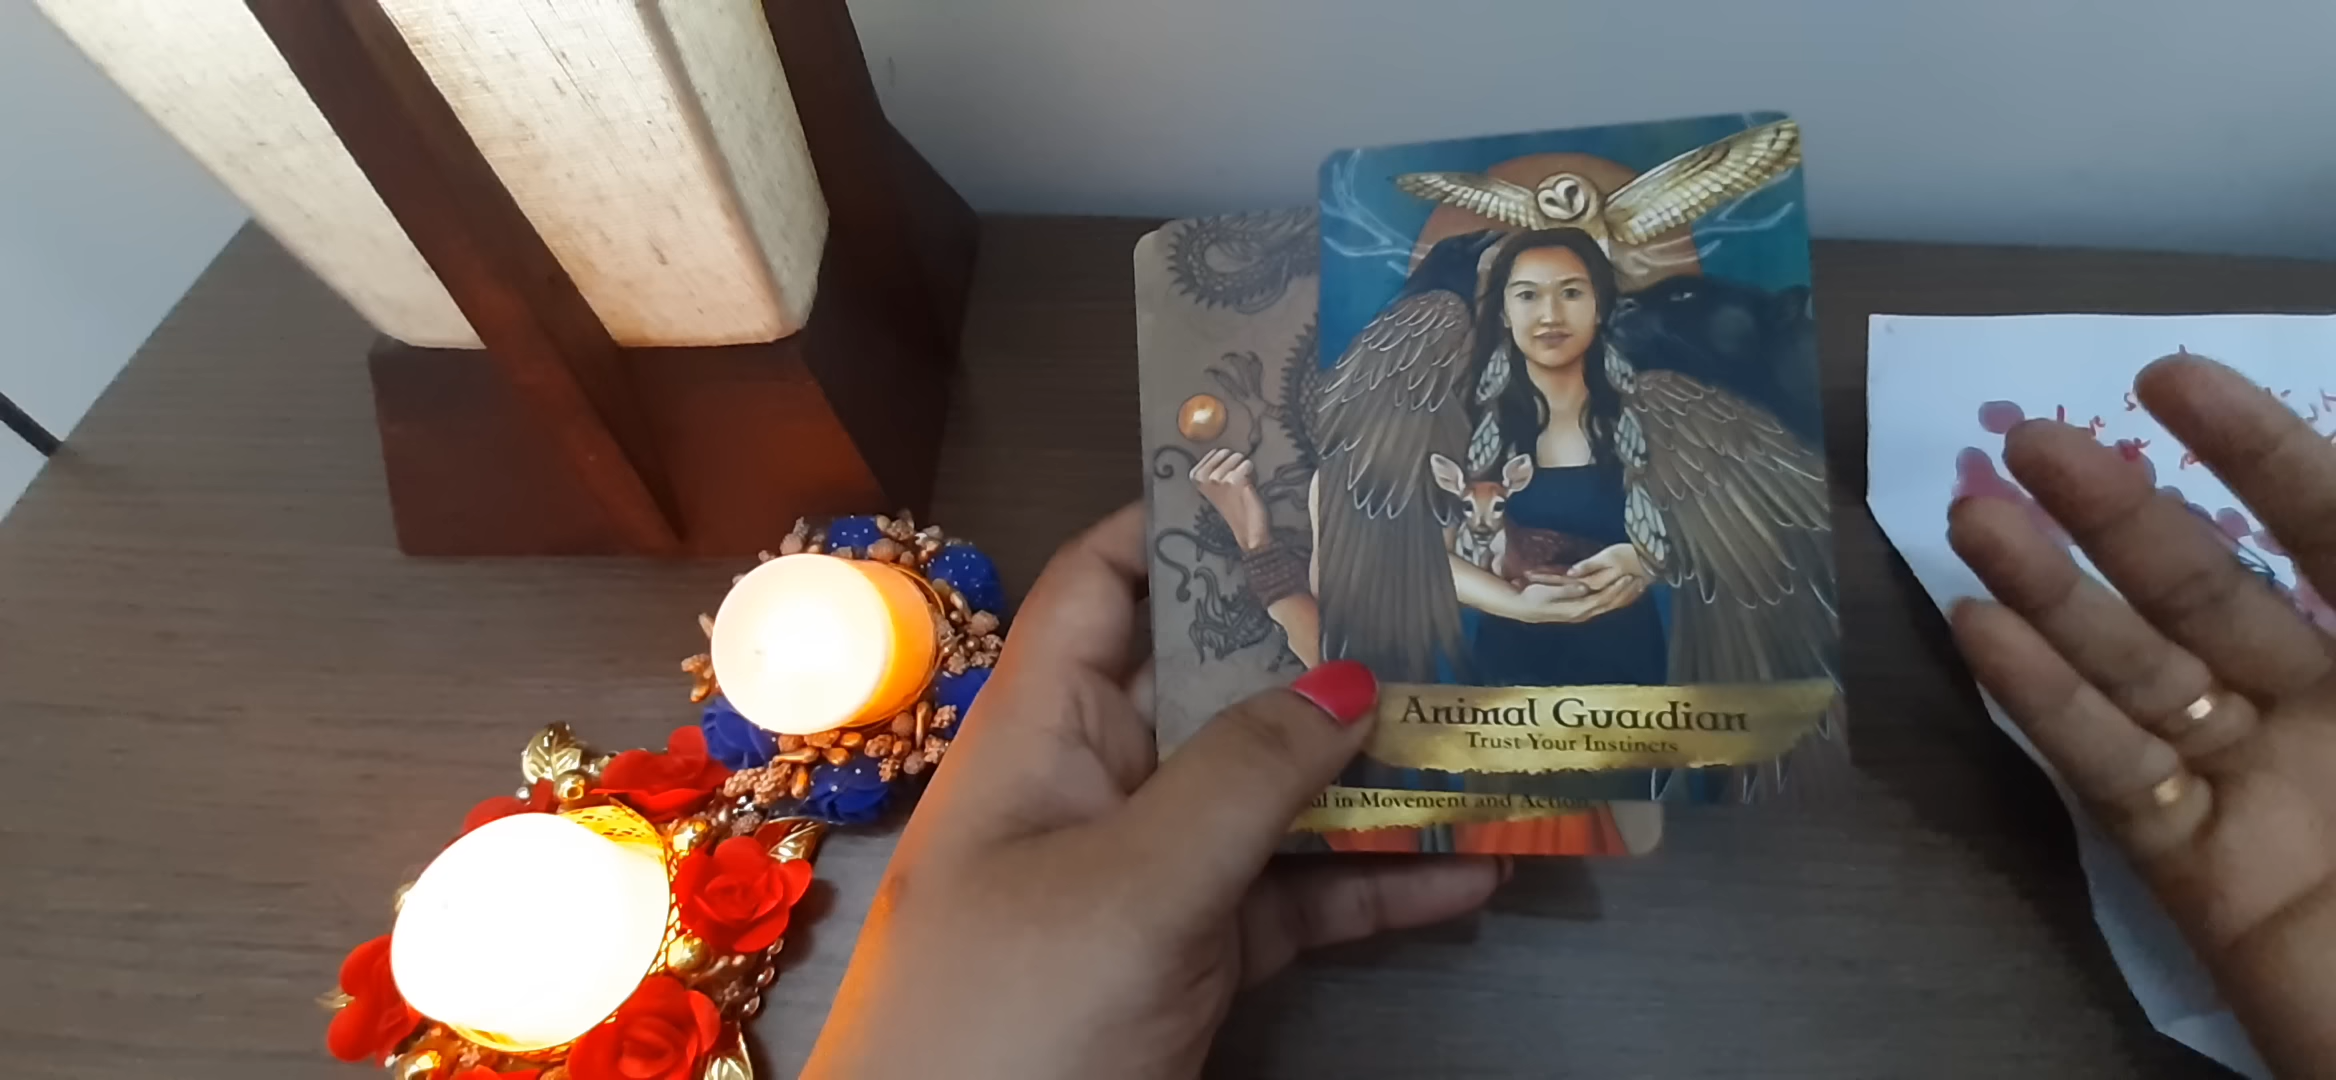 Animal Guardian
Trust Your Instincts
in Movement and Action